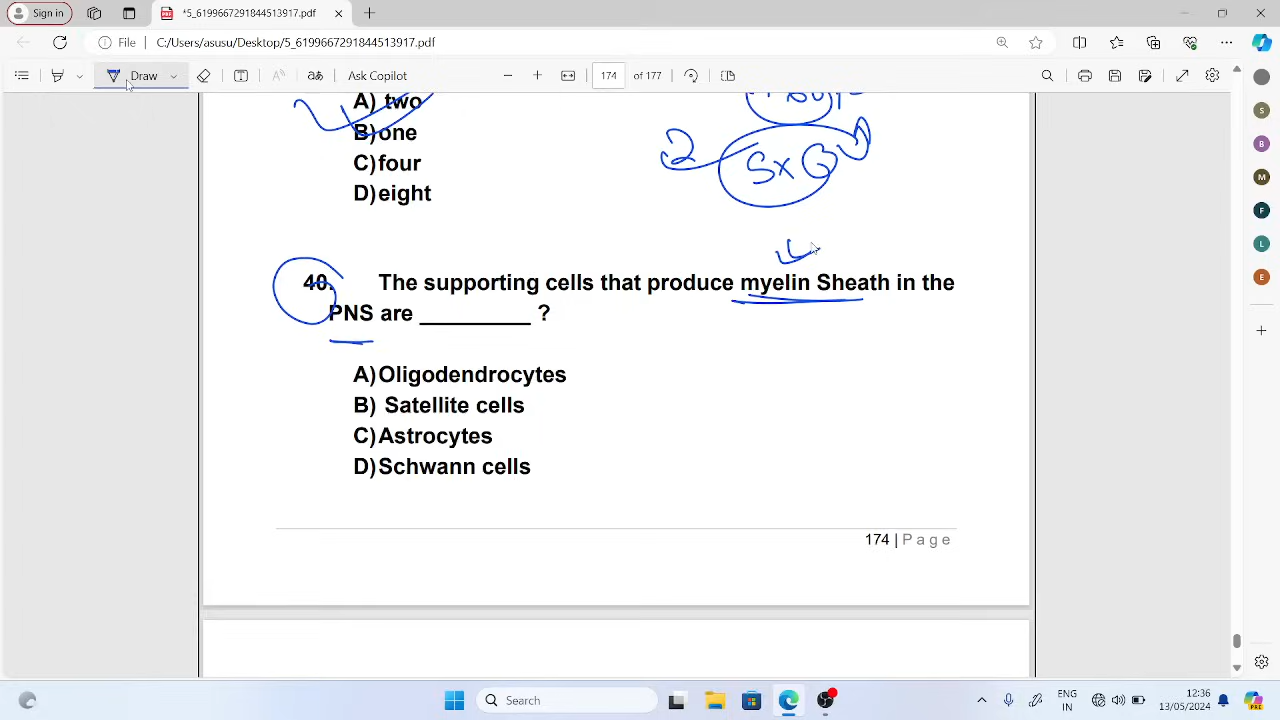 Sign in
*5_6199667291844513917.pdf
File
C:/Users/asusu/Desktop/5_6199667291844513917.pdf
Draw
Ask Copilot
174 of 177
A) two
B)one
C)four
D)eight
2
40. The supporting cells that produce myelin Sheath in the
PNS are _________ ?
A)Oligodendrocytes
B) Satellite cells
C)Astrocytes
D)Schwann cells
174 | P a g e
S
B
M
F
L
E
Search
ENG
IN
12:36
13/05/2024